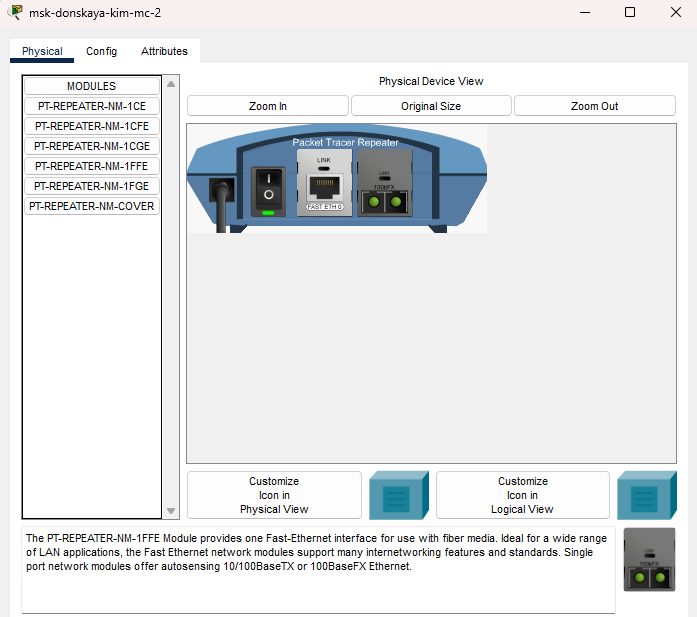 msk-donskaya-kim-mc-2
Physical Config Attributes
MODULES
PT-REPEATER-NM-1CE
PT-REPEATER-NM-1CFE
PT-REPEATER-NM-1CGE
PT-REPEATER-NM-1FFE
PT-REPEATER-NM-1FGE
PT-REPEATER-NM-COVER
Physical Device View
Zoom In Original Size Zoom Out
Packet Tracer Repeater
LINK
LINK
100bFX
FAST ETH 0
Customize
Icon in
Physical View
Customize
Icon in
Logical View
The PT-REPEATER-NM-1FFE Module provides one Fast-Ethernet interface for use with fiber media. Ideal for a wide range
of LAN applications, the Fast Ethernet network modules support many internetworking features and standards. Single
port network modules offer autosensing 10/100BaseTX or 100BaseFX Ethernet.
LINK
100bFX